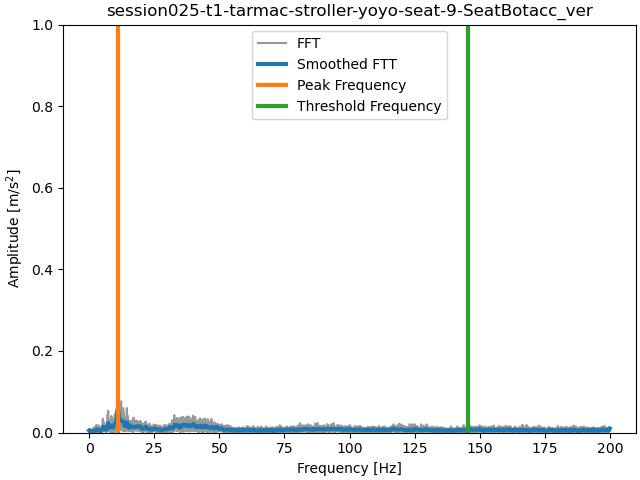 session025-t1-tarmac-stroller-yoyo-seat-9-SeatBotacc_ver
1.0
0.8
0.6
0.4
0.2
0.0
Amplitude [m/s²]
FFT
Smoothed FTT
Peak Frequency
Threshold Frequency
0 25 50 75 100 125 150 175 200
Frequency [Hz]